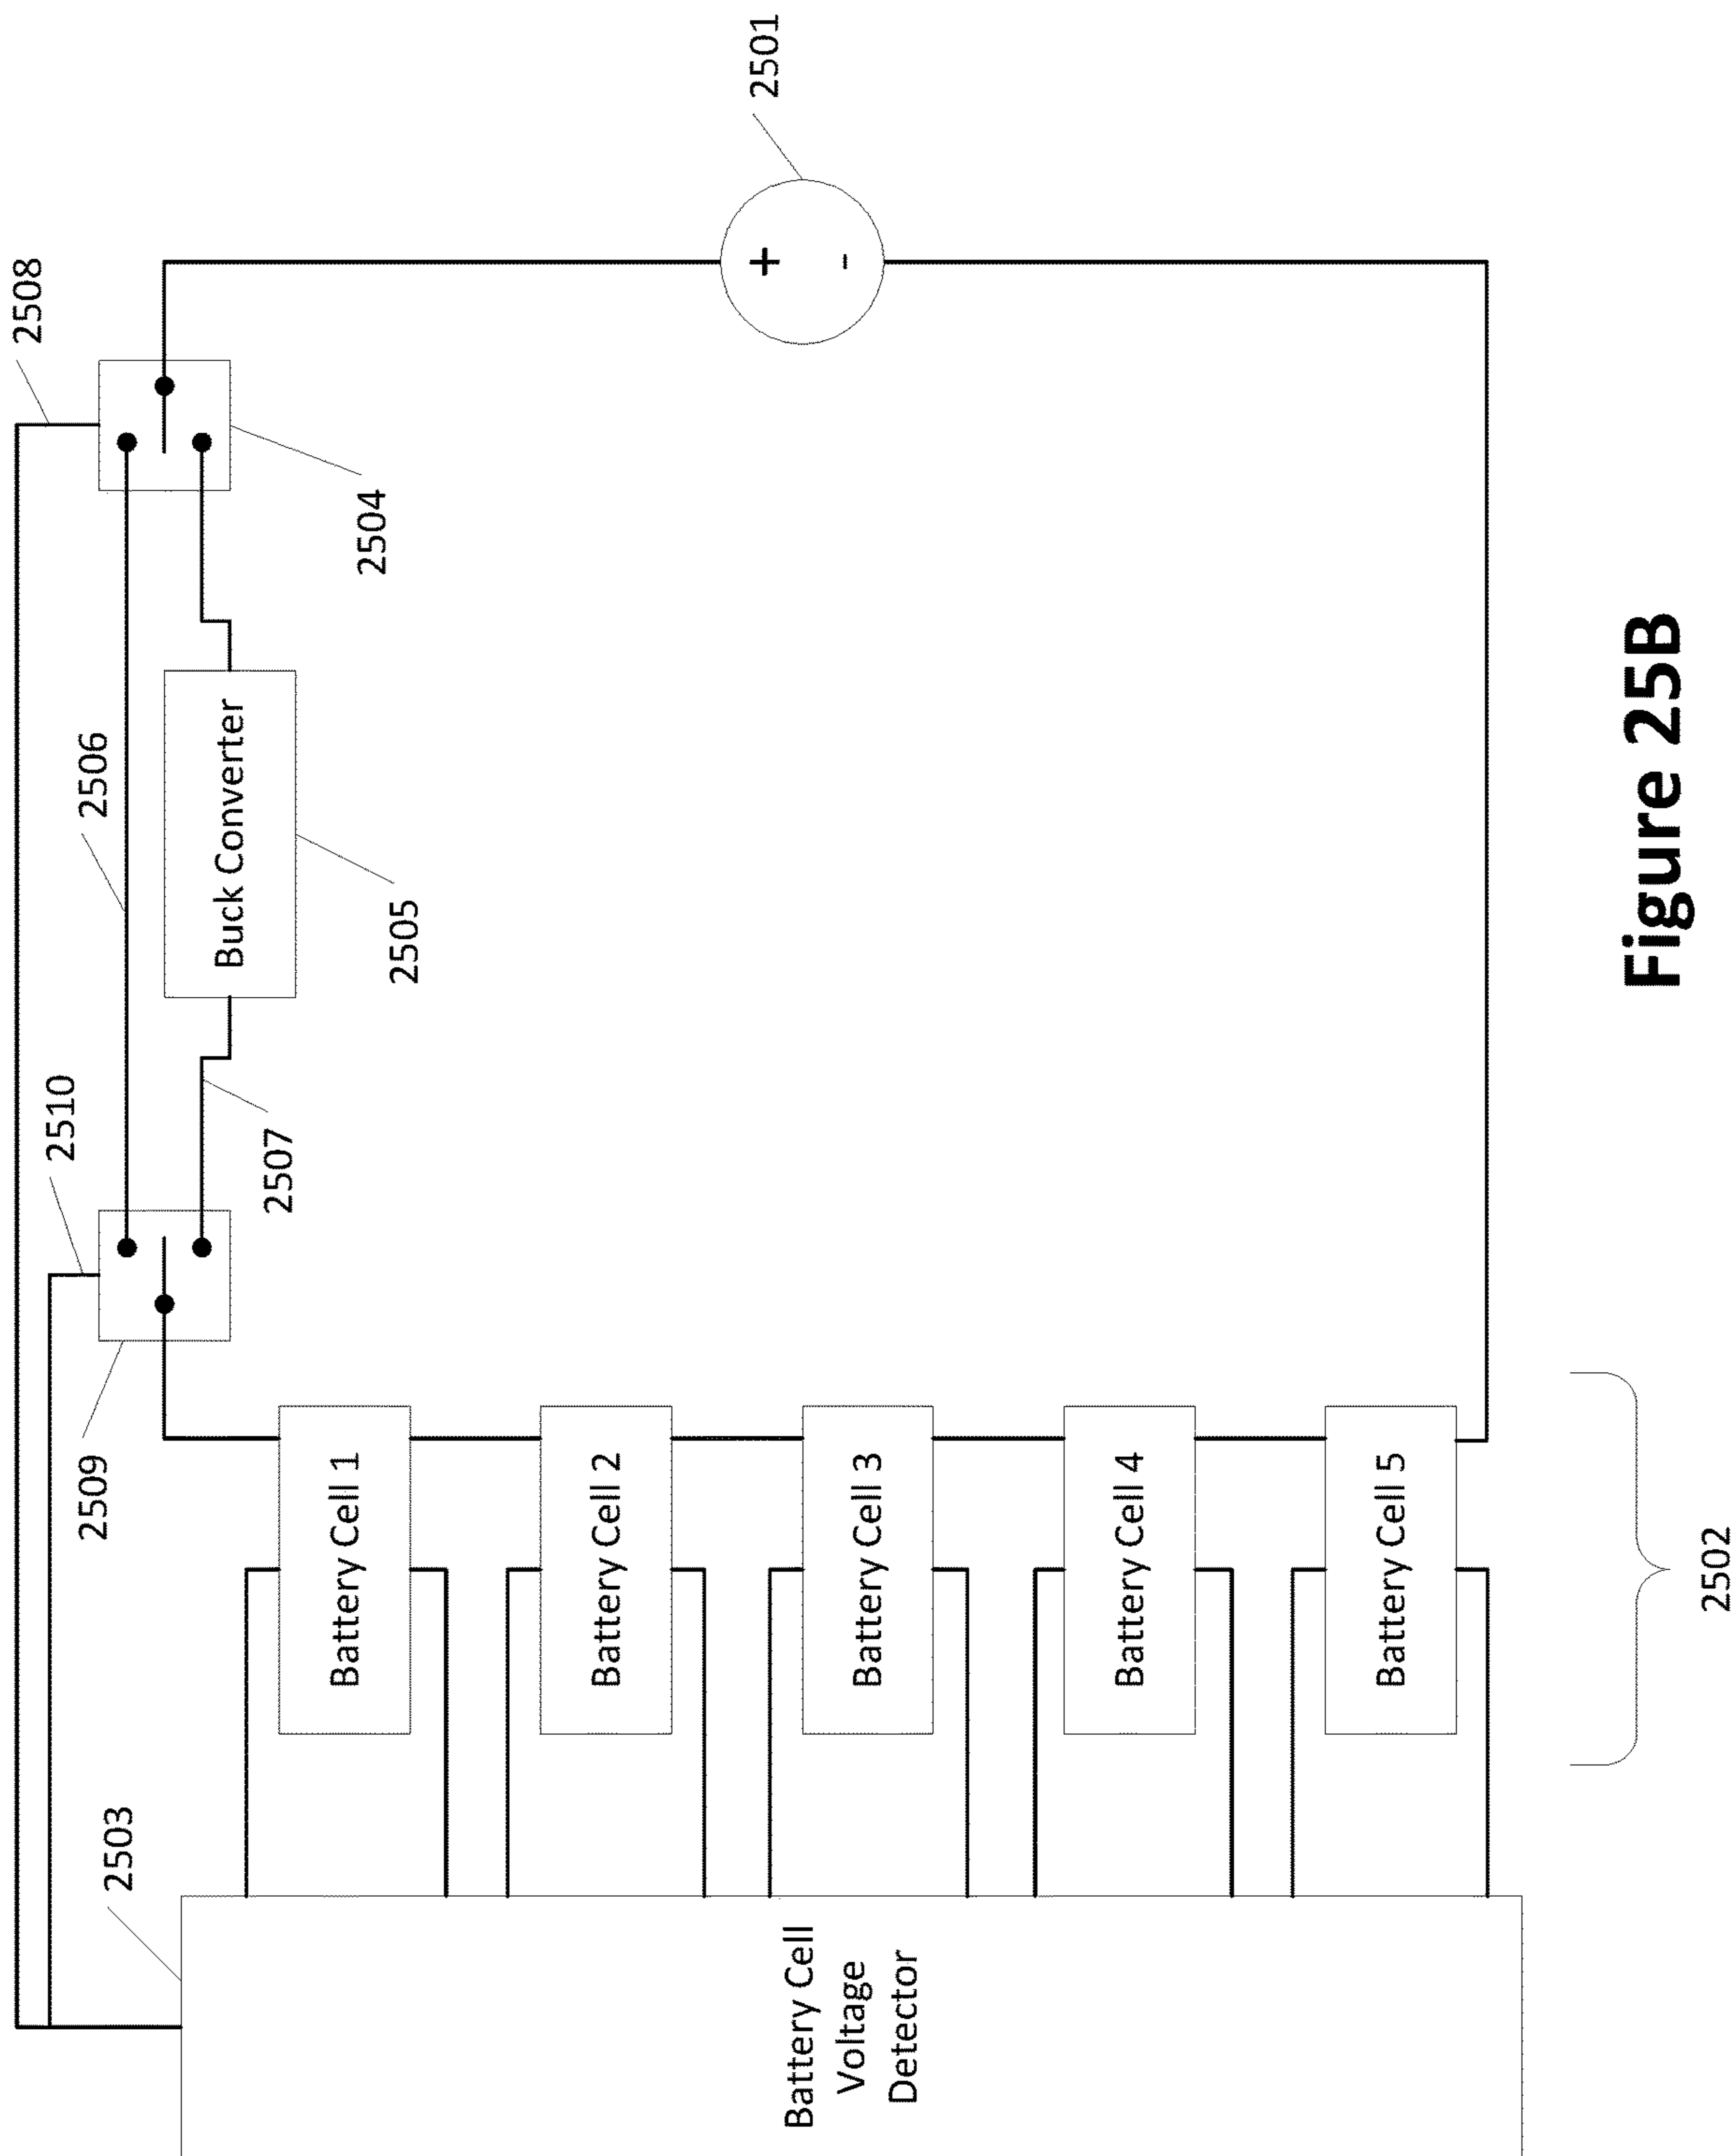 2503
2509
2510
2506
2508
2507
Buck Converter
2505
2504
2501
+
-
Battery Cell
Voltage
Detector
Battery Cell 1
Battery Cell 2
Battery Cell 3
Battery Cell 4
Battery Cell 5
2502
Figure 25B